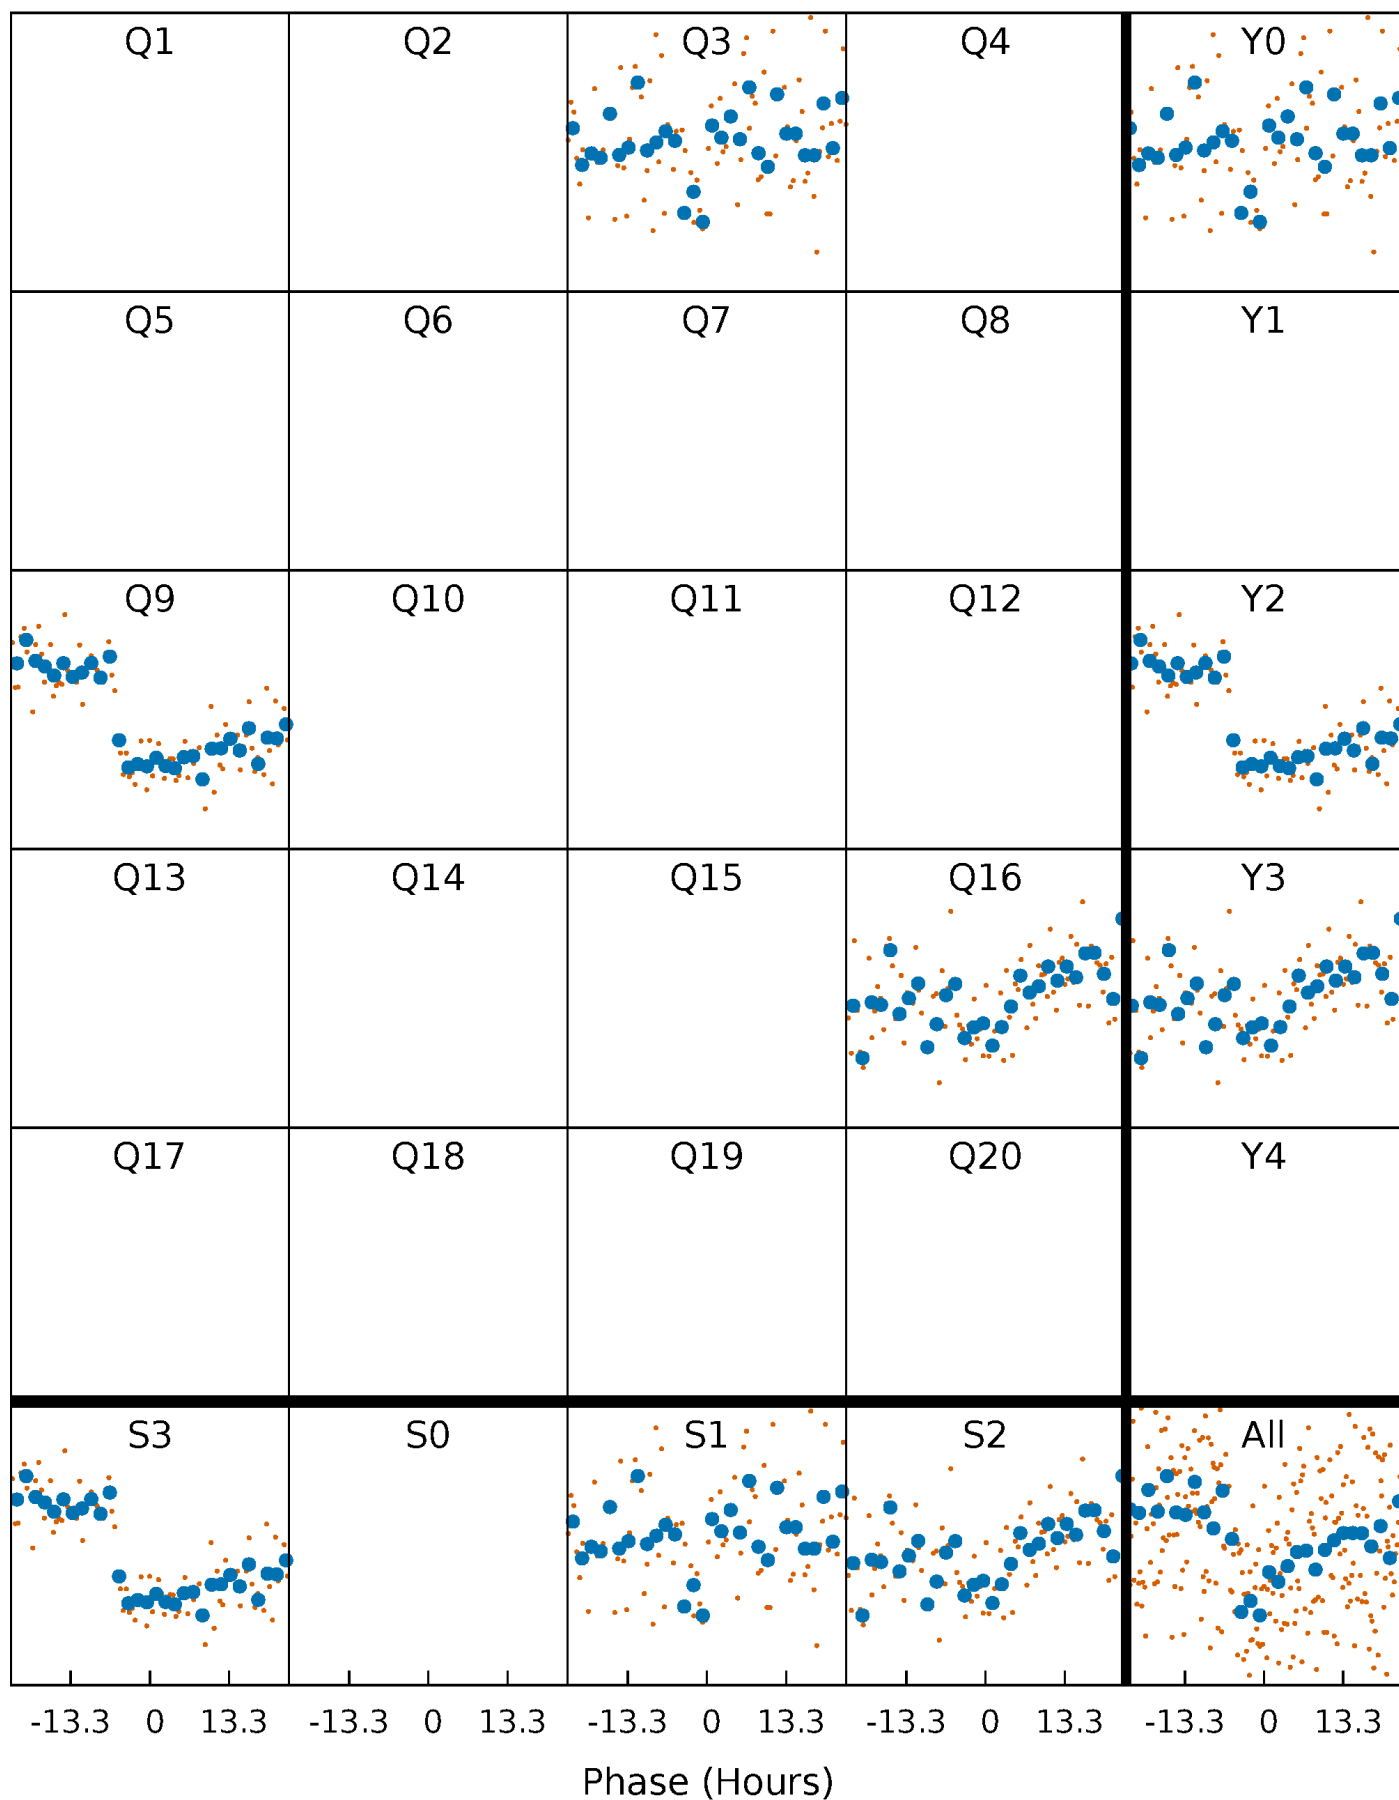 Q1 Q2 Q3 Q4 Y0
Q5 Q6 Q7 Q8 Y1
Q9 Q10 Q11 Q12 Y2
Q13 Q14 Q15 Q16 Y3
Q17 Q18 Q19 Q20 Y4
S3 S0 S1 S2 All
-13.3 0 13.3 -13.3 0 13.3 -13.3 0 13.3 -13.3 0 13.3 -13.3 0 13.3
Phase (Hours)